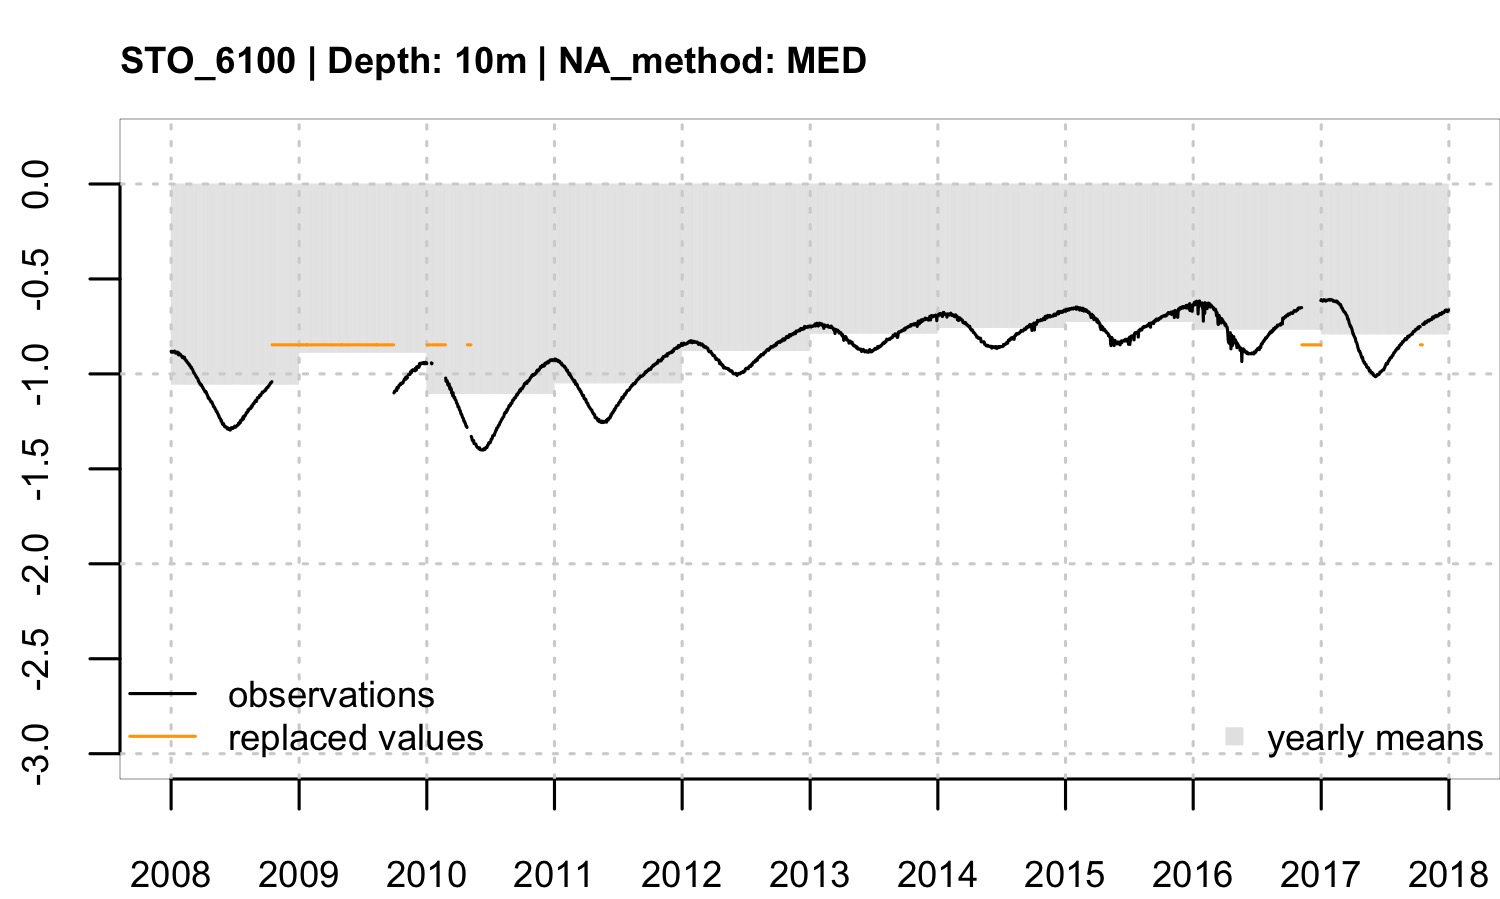 STO_6100 | Depth: 10m | NA_method: MED
0.0
-0.5
-1.0
-1.5
-2.0
-2.5
-3.0
observations
replaced values
yearly means
2008 2009 2010 2011 2012 2013 2014 2015 2016 2017 2018